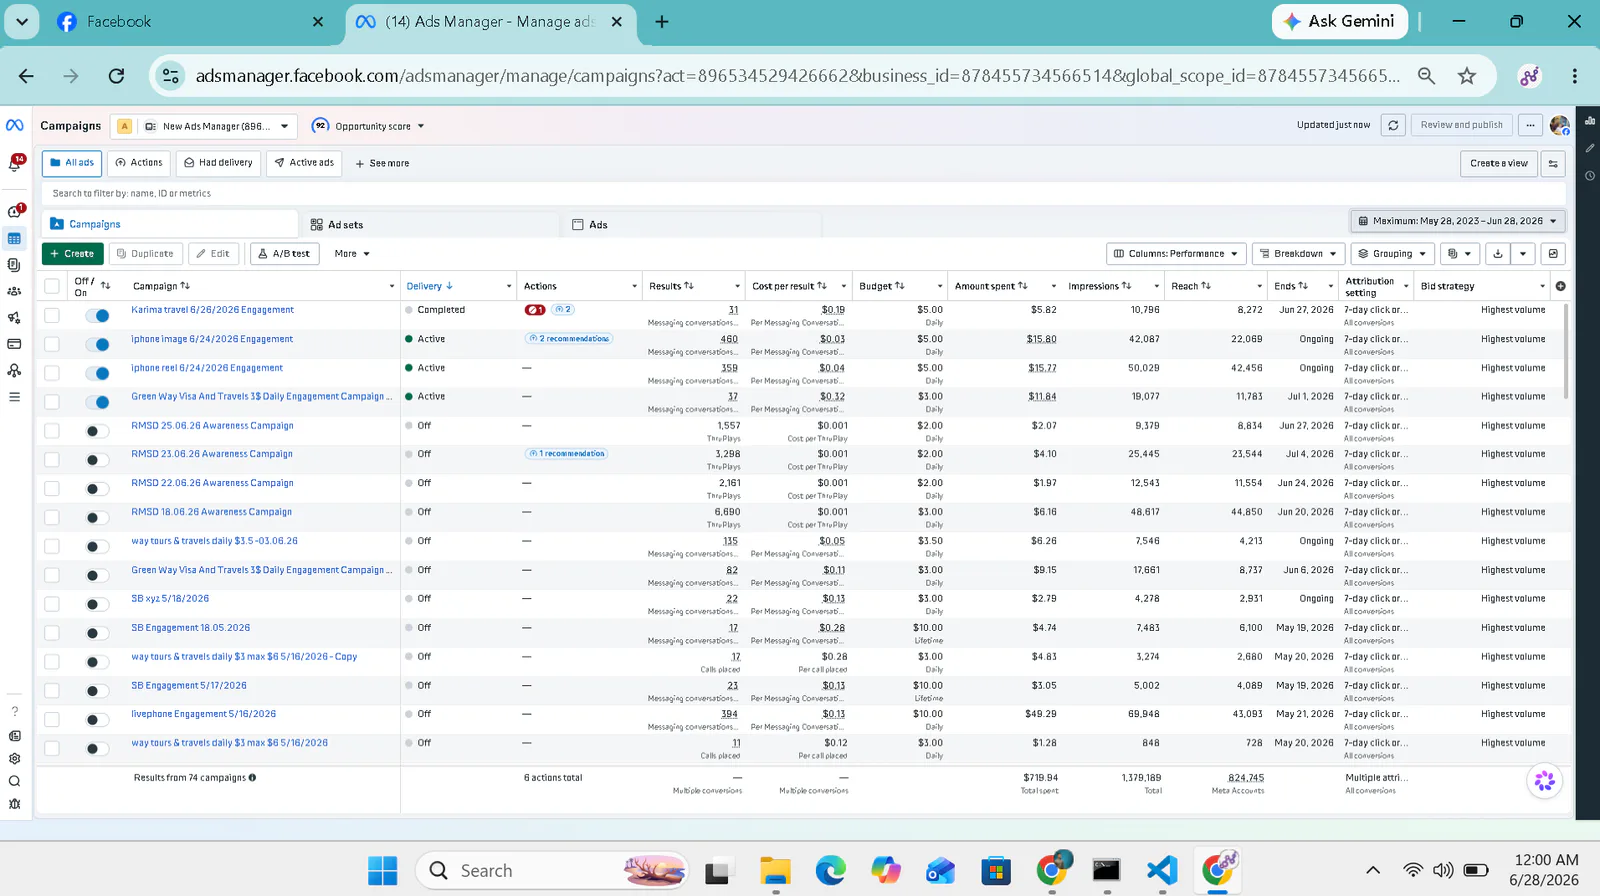 Facebook
(14) Ads Manager - Manage ads
Ask Gemini
adsmanager.facebook.com/adsmanager/manage/campaigns?act=896534529426662&business_id=878455734566514&global_scope_id=8784557345665...
Campaigns
A
New Ads Manager (896...
92
Opportunity score
Updated just now
Review and publish
14
All ads
Actions
Had delivery
Active ads
See more
Create a view
Search to filter by: name, ID or metrics
1
Campaigns
Ad sets
Ads
Maximum: May 28, 2023 – Jun 28, 2026
+ Create
Duplicate
Edit
A/B test
More
Columns: Performance
Breakdown
Grouping
Off / On
Campaign
Delivery
Actions
Results
Cost per result
Budget
Amount spent
Impressions
Reach
Ends
Attribution setting
Bid strategy
Karima travel 6/26/2026 Engagement Completed 1 2 31 $0.19 $5.00 $5.82 10,796 8,272 Jun 27, 2026 7-day click or... Highest volume
Messaging conversations... Per Messaging Conversati... Daily All conversions
iphone image 6/24/2026 Engagement Active 2 recommendations 460 $0.03 $5.00 $15.80 42,087 22,069 Ongoing 7-day click or... Highest volume
Messaging conversations... Per Messaging Conversati... Daily All conversions
iphone reel 6/24/2026 Engagement Active — 359 $0.04 $5.00 $15.77 50,029 42,456 Ongoing 7-day click or... Highest volume
Messaging conversations... Per Messaging Conversati... Daily All conversions
Green Way Visa And Travels 3$ Daily Engagement Campaign ... Active — 37 $0.32 $3.00 $11.84 19,077 11,783 Jul 1, 2026 7-day click or... Highest volume
Messaging conversations... Per Messaging Conversati... Daily All conversions
RMSD 25.06.26 Awareness Campaign Off — 1,557 $0.001 $2.00 $2.07 9,379 8,834 Jun 27, 2026 7-day click or... Highest volume
ThruPlays Cost per ThruPlay Daily All conversions
RMSD 23.06.26 Awareness Campaign Off 1 recommendation 3,298 $0.001 $2.00 $4.10 25,445 23,544 Jul 4, 2026 7-day click or... Highest volume
ThruPlays Cost per ThruPlay Daily All conversions
RMSD 22.06.26 Awareness Campaign Off — 2,161 $0.001 $2.00 $1.97 12,543 11,554 Jun 24, 2026 7-day click or... Highest volume
ThruPlays Cost per ThruPlay Daily All conversions
RMSD 18.06.26 Awareness Campaign Off — 6,690 $0.001 $3.00 $6.16 48,617 44,850 Jun 20, 2026 7-day click or... Highest volume
ThruPlays Cost per ThruPlay Daily All conversions
way tours & travels daily $3.5 -03.06.26 Off — 135 $0.05 $3.50 $6.26 7,546 4,213 Ongoing 7-day click or... Highest volume
Messaging conversations... Per Messaging Conversati... Daily All conversions
Green Way Visa And Travels 3$ Daily Engagement Campaign ... Off — 82 $0.11 $3.00 $9.15 17,661 8,737 Jun 6, 2026 7-day click or... Highest volume
Messaging conversations... Per Messaging Conversati... Daily All conversions
SB xyz 5/18/2026 Off — 22 $0.13 $3.00 $2.79 4,278 2,931 Ongoing 7-day click or... Highest volume
Messaging conversations... Per Messaging Conversati... Daily All conversions
SB Engagement 18.05.2026 Off — 17 $0.28 $10.00 $4.74 7,483 6,100 May 19, 2026 7-day click or... Highest volume
Messaging conversations... Per Messaging Conversati... Lifetime All conversions
way tours & travels daily $3 max $6 5/16/2026 - Copy Off — 17 $0.28 $3.00 $4.83 3,274 2,680 May 20, 2026 7-day click or... Highest volume
Calls placed Per call placed Daily All conversions
SB Engagement 5/17/2026 Off — 23 $0.13 $10.00 $3.05 5,002 4,089 May 19, 2026 7-day click or... Highest volume
Messaging conversations... Per Messaging Conversati... Lifetime All conversions
livephone Engagement 5/16/2026 Off — 394 $0.13 $10.00 $49.29 69,948 43,093 May 21, 2026 7-day click or... Highest volume
Messaging conversations... Per Messaging Conversati... Daily All conversions
way tours & travels daily $3 max $6 5/16/2026 Off — 11 $0.12 $3.00 $1.28 848 728 May 20, 2026 7-day click or... Highest volume
Calls placed Per call placed Daily All conversions
Results from 74 campaigns 6 actions total — — $719.94 1,379,189 824,745 Multiple attri...
Multiple conversions Multiple conversions Total spent Total Meta Accounts All conversions
Search
12:00 AM
6/28/2026